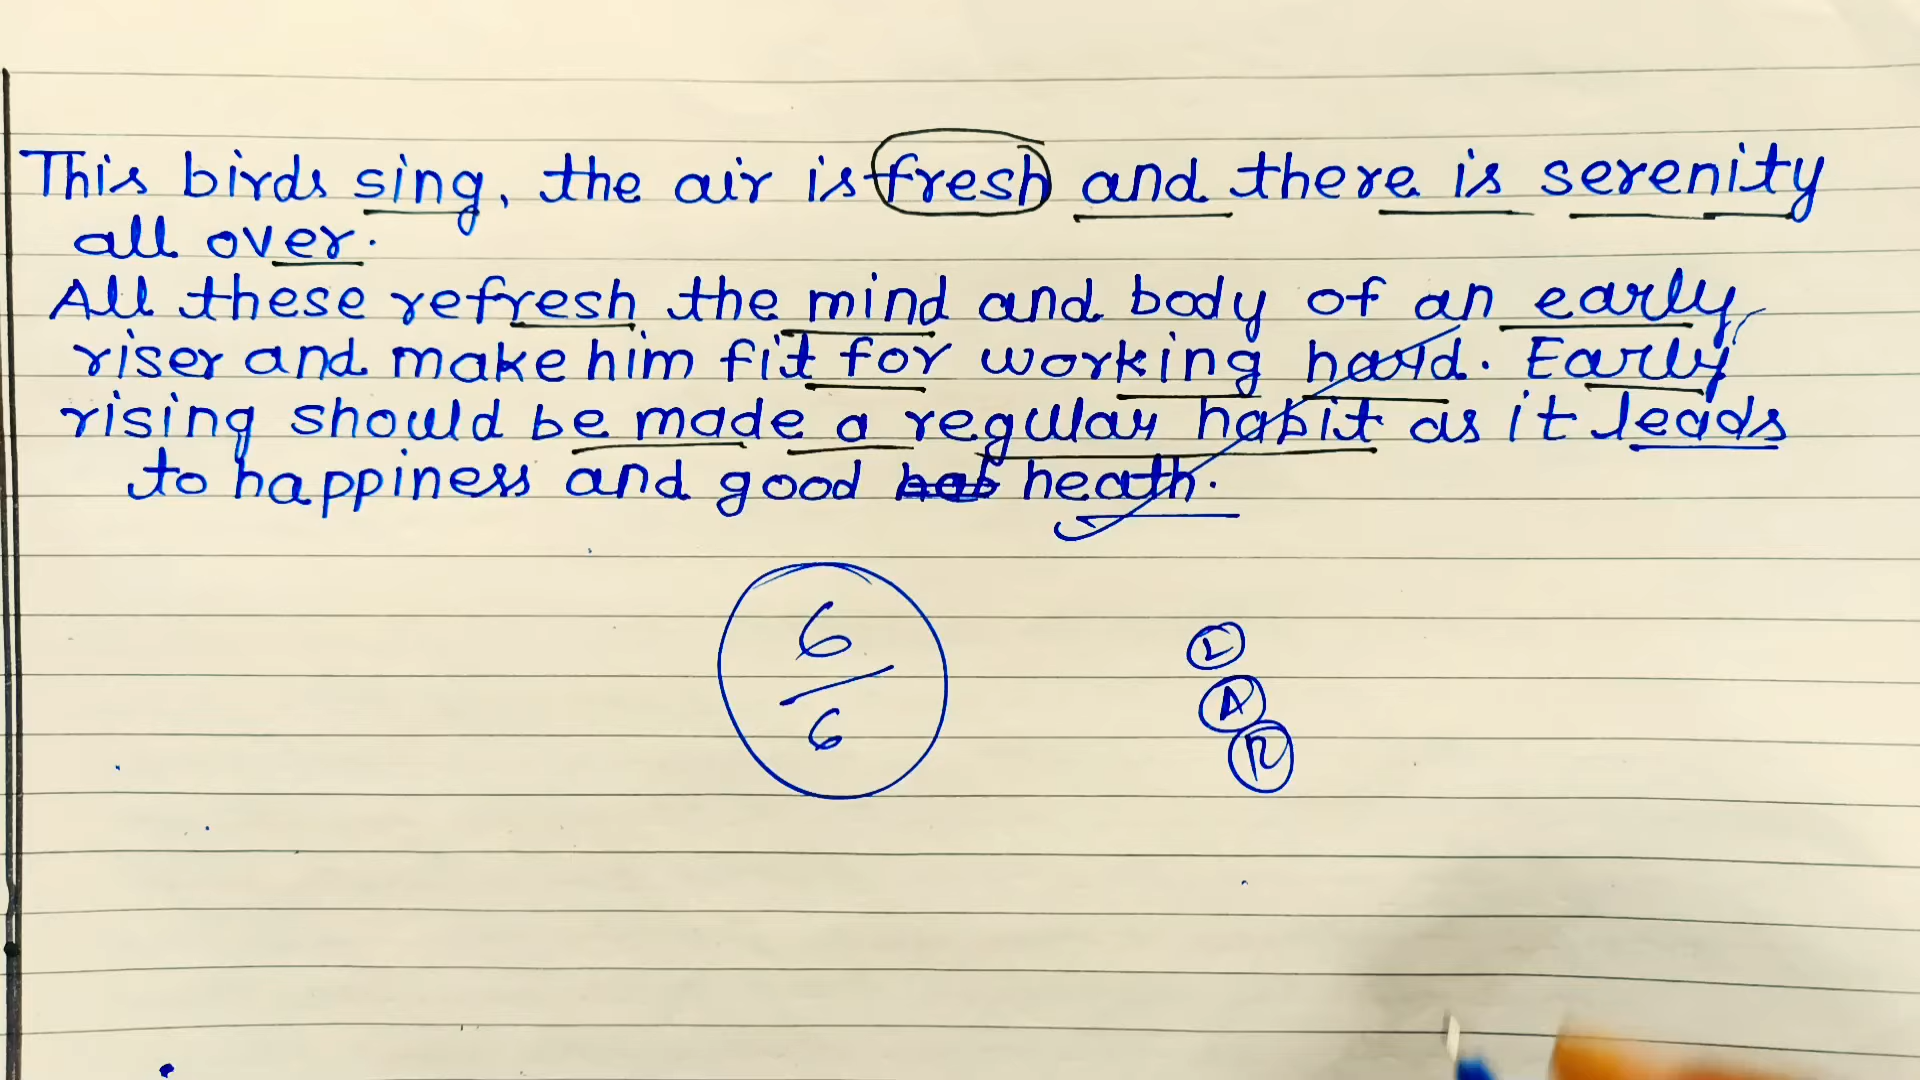 This birds sing, the air is fresh and there is serenity
all over.
All these refresh the mind and body of an early
riser and make him fit for working hard. Early
rising should be made a regular habit as it leads
to happiness and good heath.
6
6
L
A
R